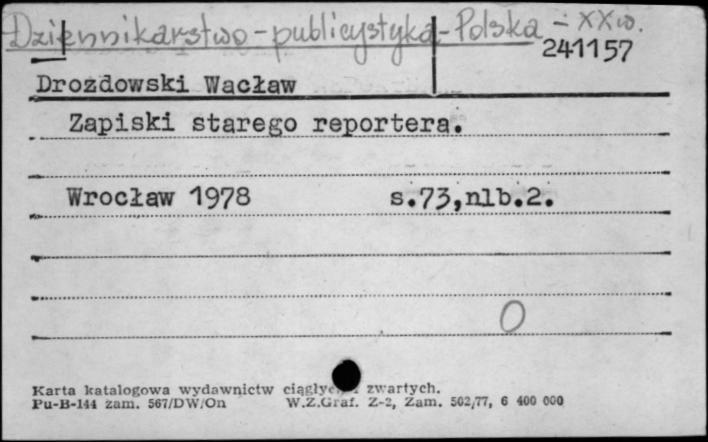 Dziennikarstwo - publicystyka - Polska - XX w.
241157
Drozdowski Wacław
Zapiski starego reportera.
Wrocław 1978 s.73,nlb.2.
0
Karta katalogowa wydawnictw zwartych.
Pu-B-144 zam. 567/DW/On W.Z.Graf. Z-2, Zam. 502/77, 6 400 000